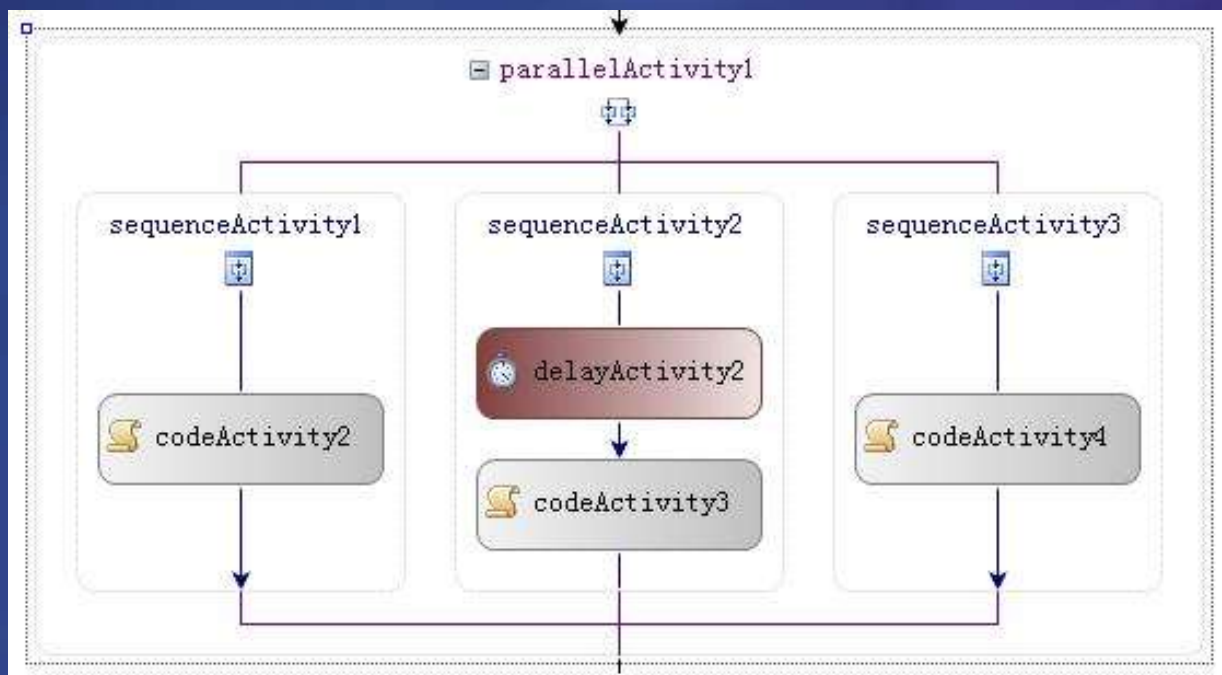 parallelActivity1
sequenceActivity1
sequenceActivity2
sequenceActivity3
delayActivity2
codeActivity2
codeActivity4
codeActivity3